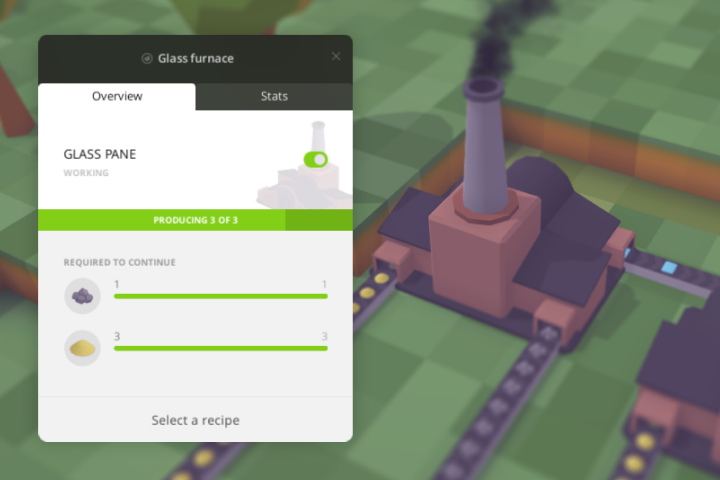 Glass furnace
Overview
Stats
GLASS PANE
WORKING
PRODUCING 3 OF 3
REQUIRED TO CONTINUE
1 1
3 3
Select a recipe